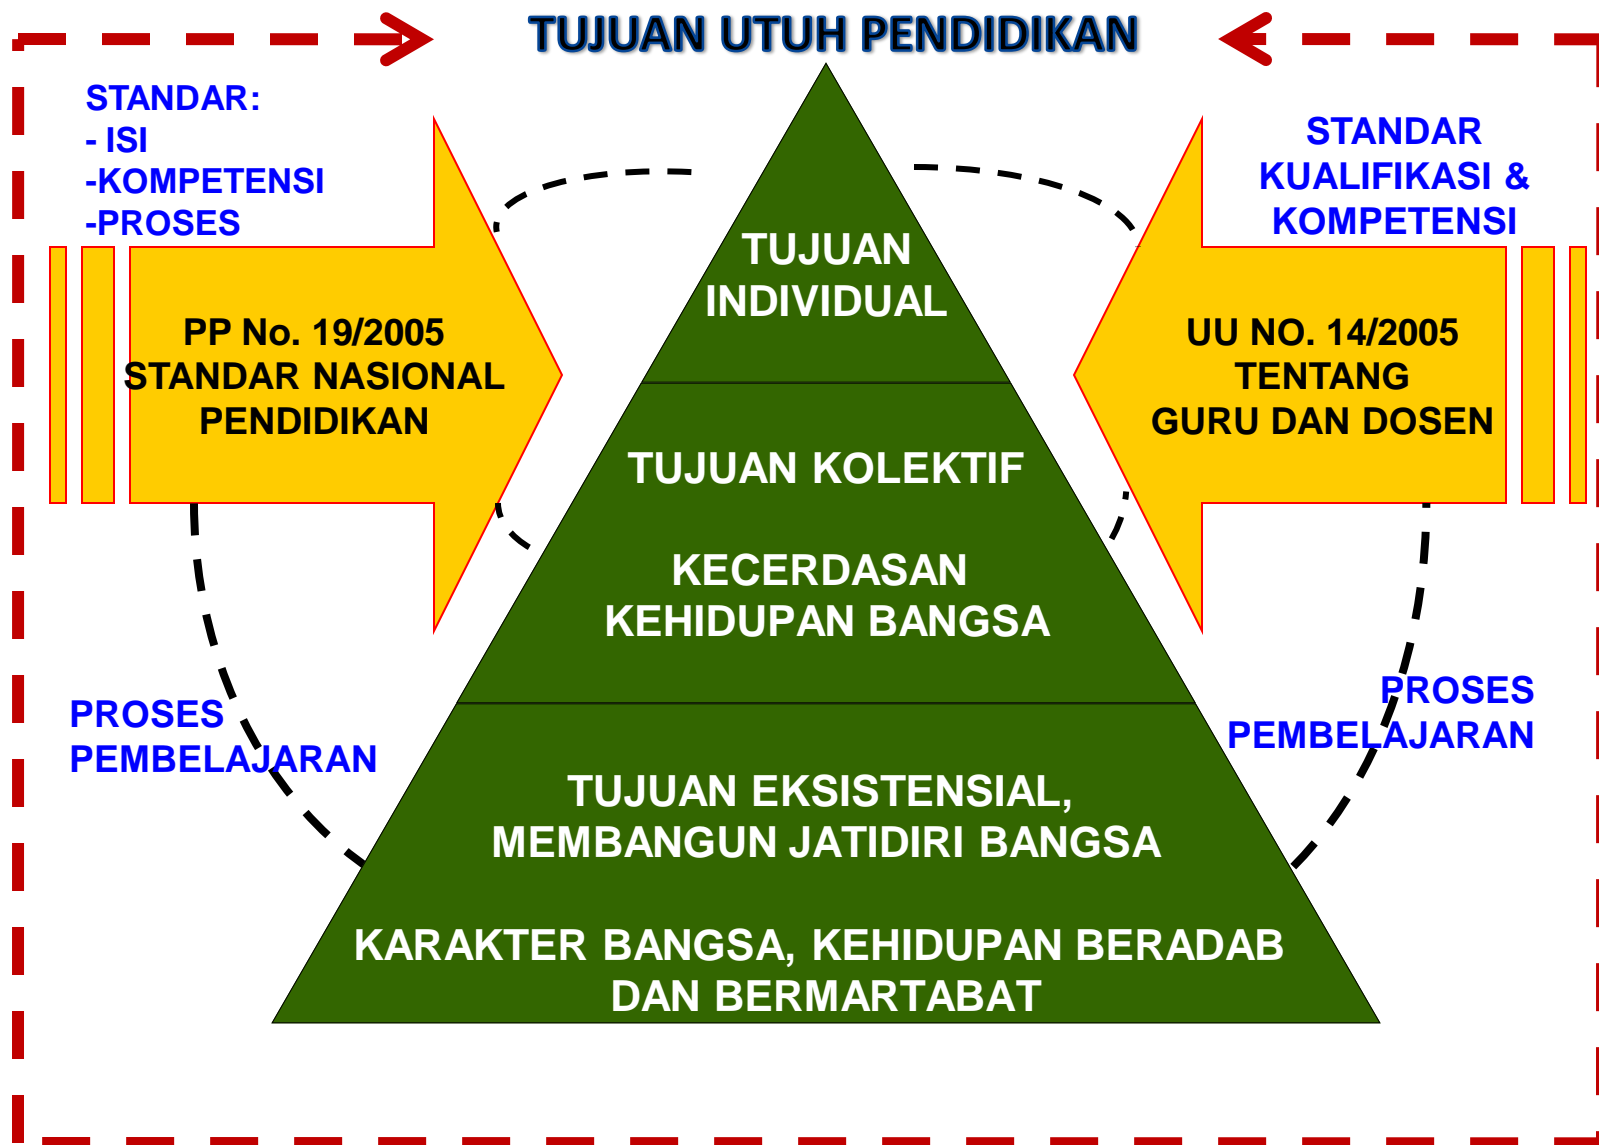 TUJUAN UTUH PENDIDIKAN
STANDAR:
- ISI
-KOMPETENSI
-PROSES
STANDAR
KUALIFIKASI &
KOMPETENSI
PP No. 19/2005
STANDAR NASIONAL
PENDIDIKAN
TUJUAN
INDIVIDUAL
UU NO. 14/2005
TENTANG
GURU DAN DOSEN
TUJUAN KOLEKTIF
KECERDASAN
KEHIDUPAN BANGSA
PROSES
PEMBELAJARAN
PROSES
PEMBELAJARAN
TUJUAN EKSISTENSIAL,
MEMBANGUN JATIDIRI BANGSA
KARAKTER BANGSA, KEHIDUPAN BERADAB
DAN BERMARTABAT